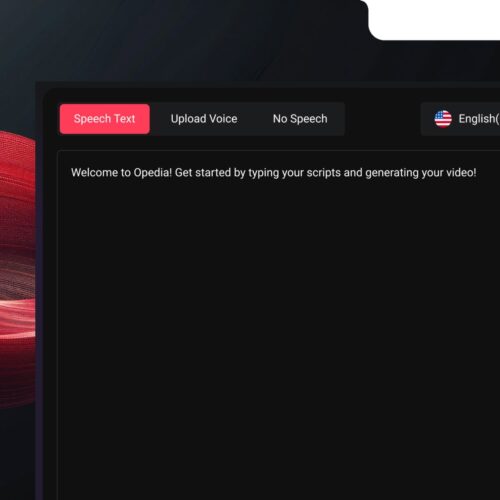 Speech Text
Upload Voice
No Speech
English(
Welcome to Opedia! Get started by typing your scripts and generating your video!